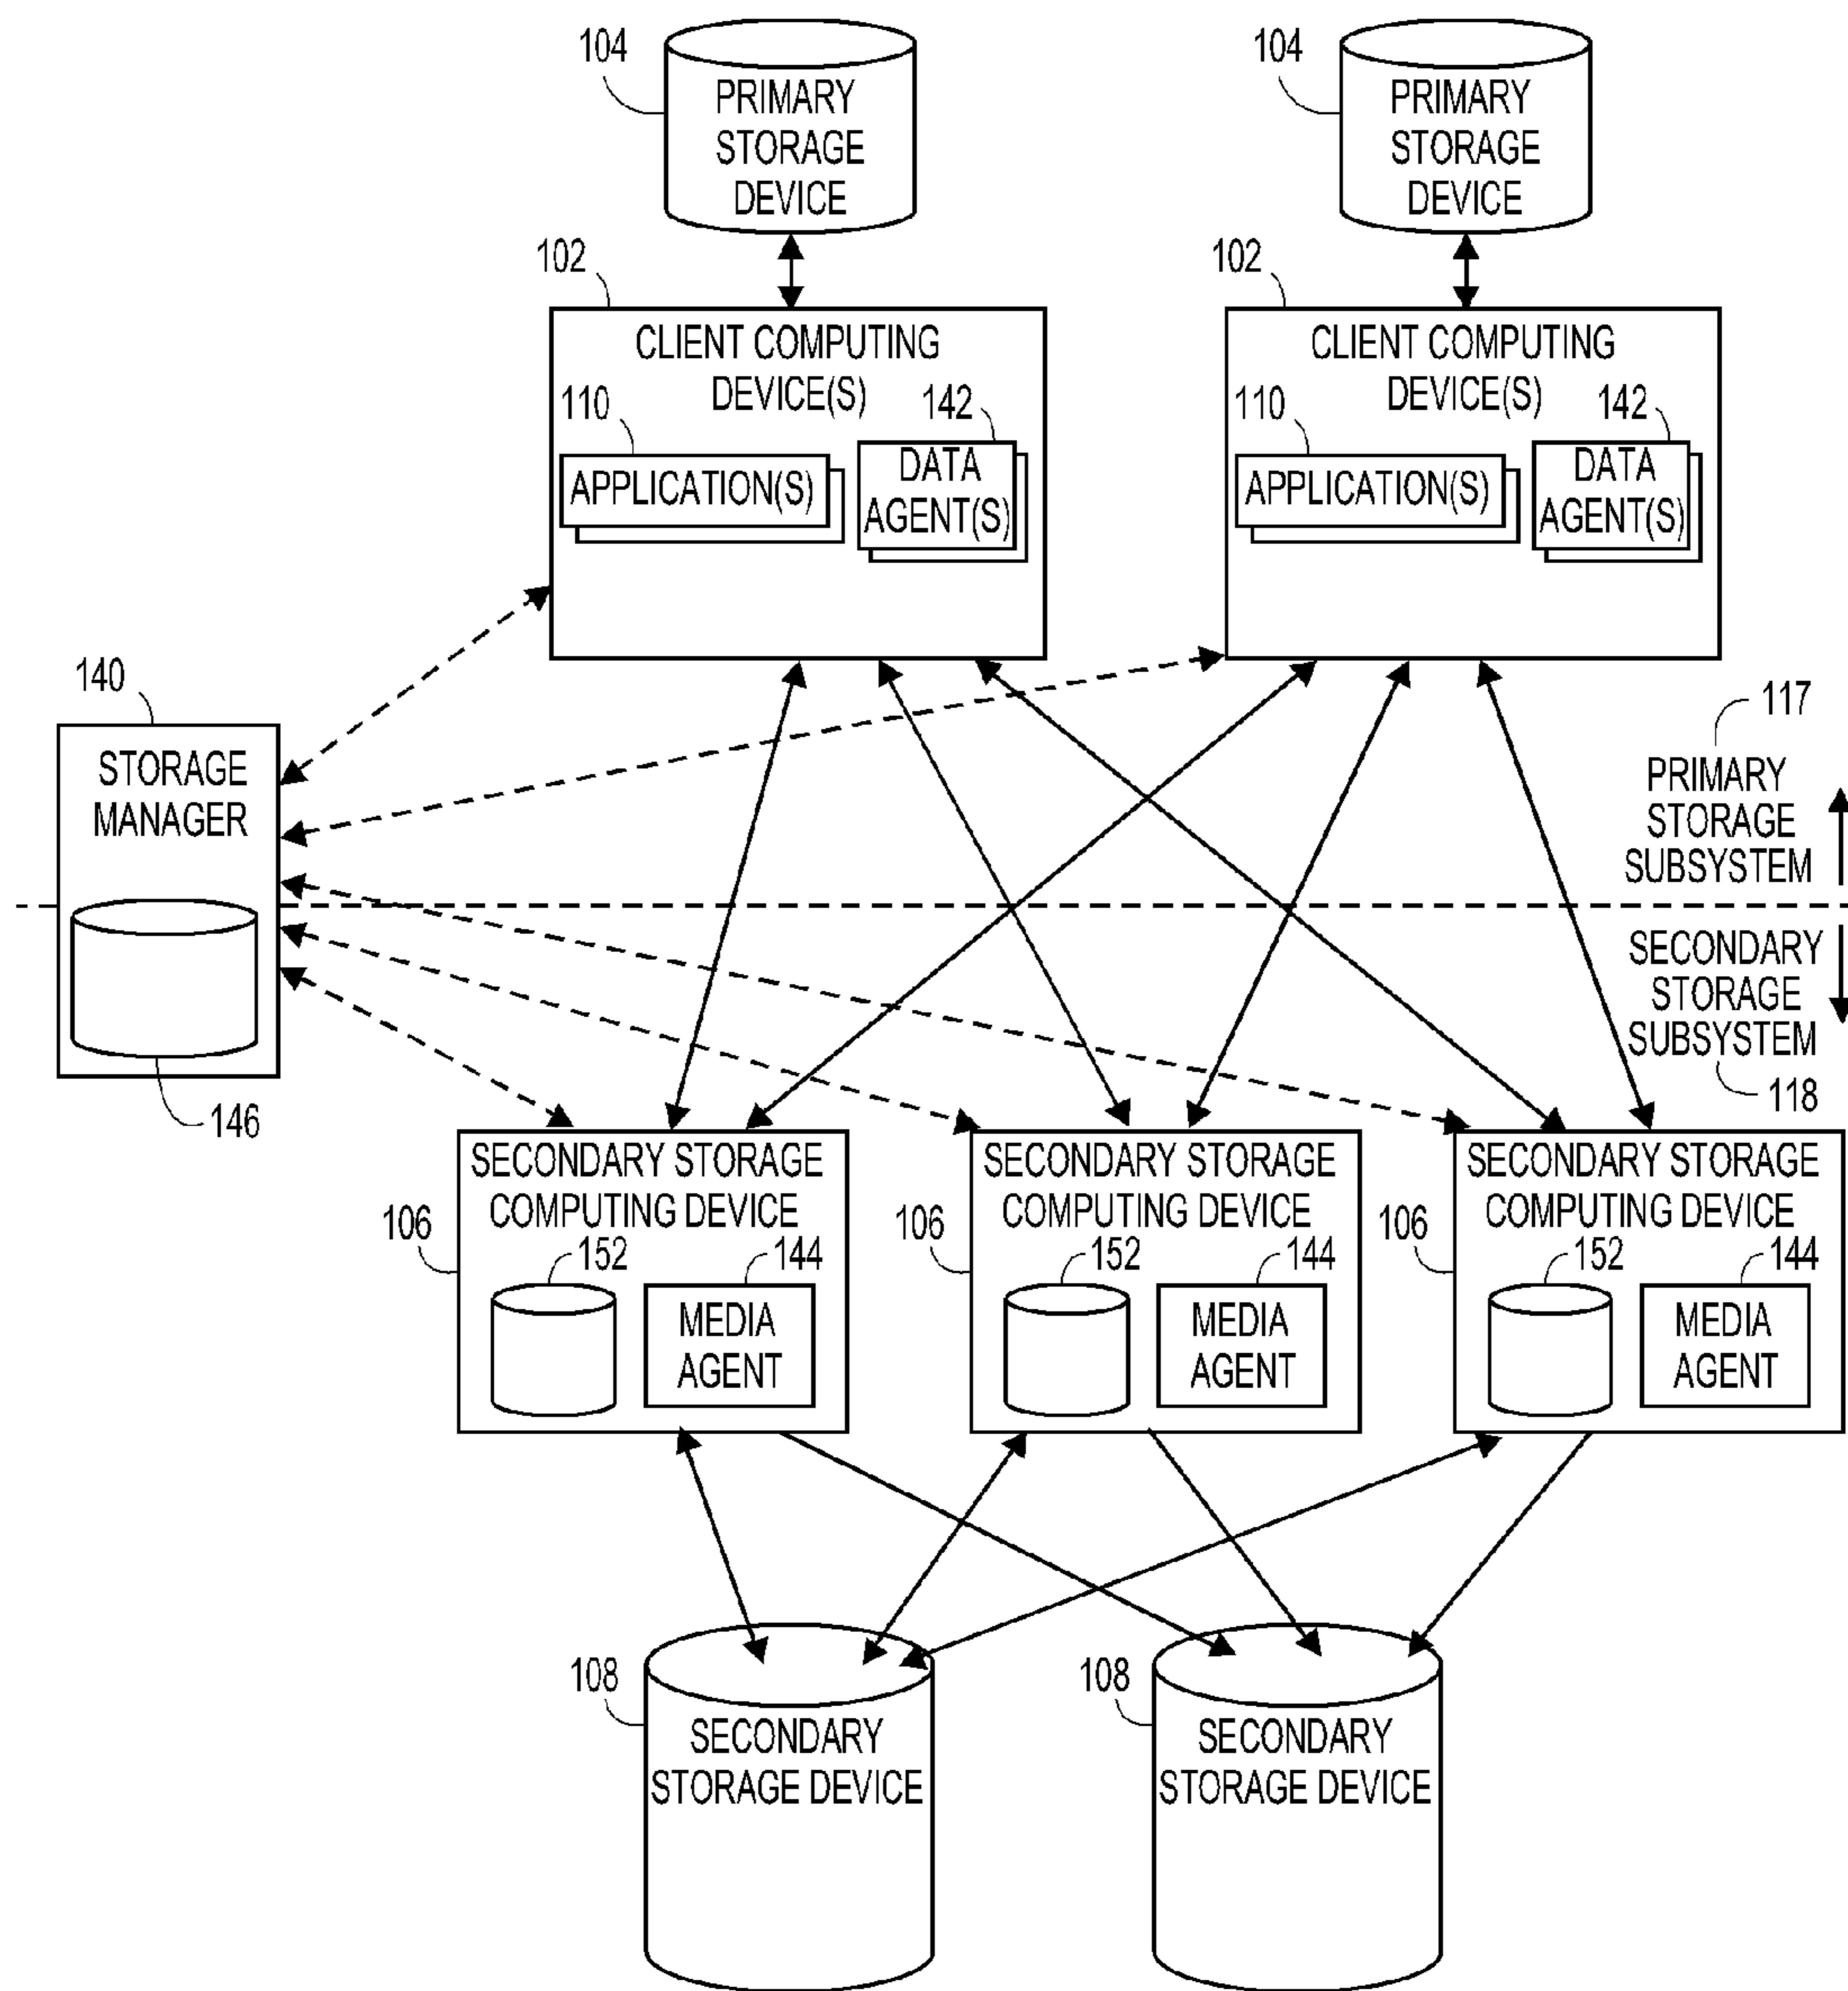 104
PRIMARY
STORAGE
DEVICE
104
PRIMARY
STORAGE
DEVICE
102
CLIENT COMPUTING
DEVICE(S)
110
APPLICATION(S)
142
DATA
AGENT(S)
102
CLIENT COMPUTING
DEVICE(S)
110
APPLICATION(S)
142
DATA
AGENT(S)
140
STORAGE
MANAGER
146
117
PRIMARY
STORAGE
SUBSYSTEM
SECONDARY
STORAGE
SUBSYSTEM
118
106
SECONDARY STORAGE
COMPUTING DEVICE
152
144
MEDIA
AGENT
106
SECONDARY STORAGE
COMPUTING DEVICE
152
144
MEDIA
AGENT
106
SECONDARY STORAGE
COMPUTING DEVICE
152
144
MEDIA
AGENT
108
SECONDARY
STORAGE DEVICE
108
SECONDARY
STORAGE DEVICE